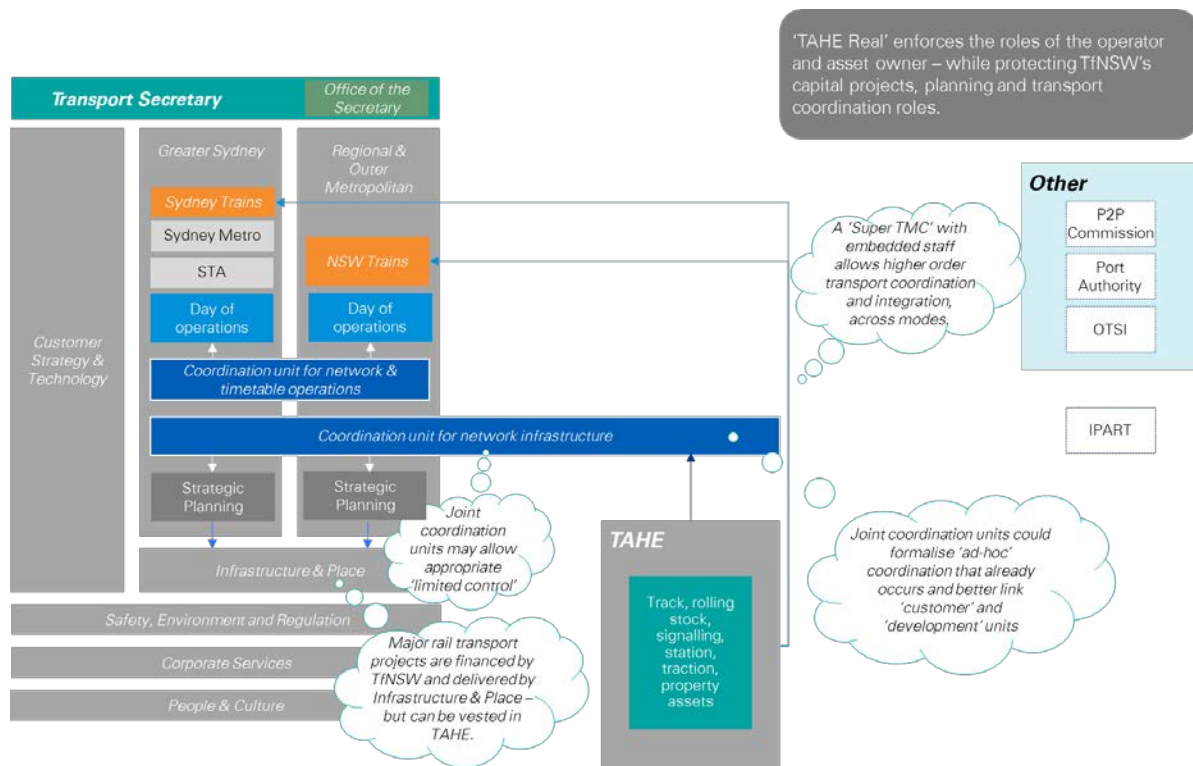 'TAHE Real' enforces the roles of the operator
and asset owner – while protecting TfNSW's
capital projects, planning and transport
coordination roles.
Transport Secretary
Office of the
Secretary
Customer
Strategy &
Technology
Greater Sydney
Sydney Trains
Sydney Metro
STA
Day of
operations
Regional &
Outer
Metropolitan
NSW Trains
Day of
operations
Coordination unit for network &
timetable operations
Coordination unit for network infrastructure
Strategic
Planning
Strategic
Planning
Infrastructure & Place
Safety, Environment and Regulation
Corporate Services
People & Culture
Joint
coordination
units may allow
appropriate
'limited control'
Major rail transport
projects are financed by
TfNSW and delivered by
Infrastructure & Place –
but can be vested in
TAHE.
TAHE
Track, rolling
stock,
signalling,
station,
traction,
property
assets
A 'Super TMC' with
embedded staff
allows higher order
transport coordination
and integration,
across modes.
Joint coordination units could
formalise 'ad-hoc'
coordination that already
occurs and better link
'customer' and
'development' units
Other
P2P
Commission
Port
Authority
OTSI
IPART